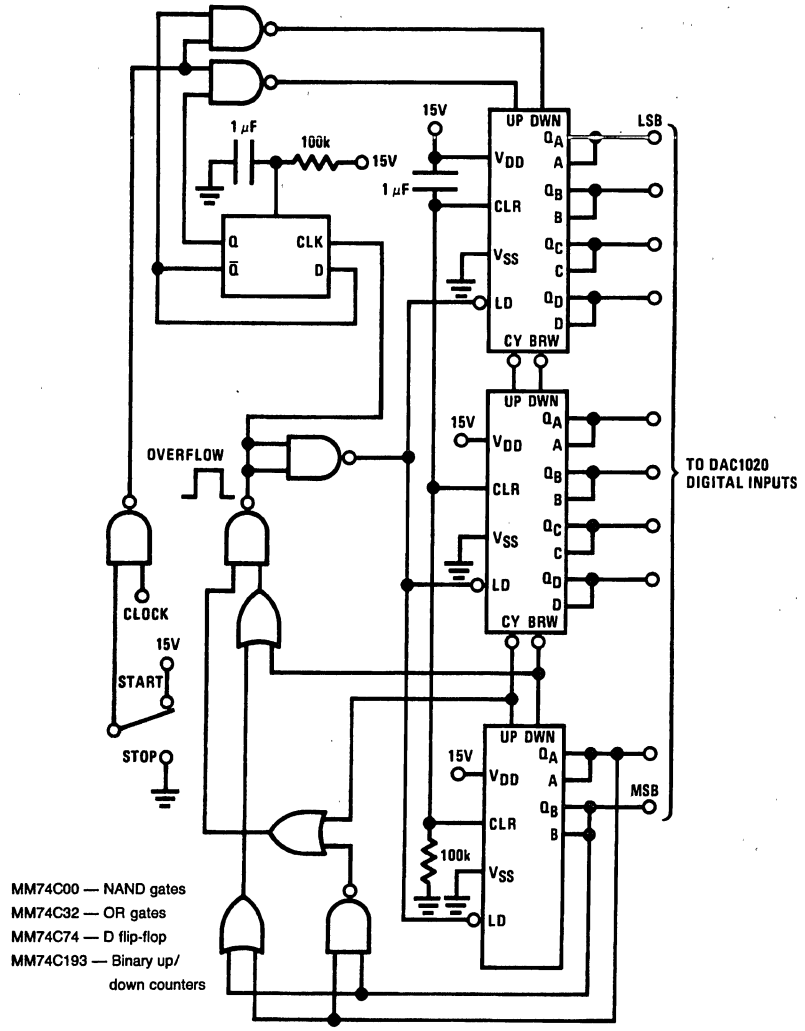 1 µF
100k
15V
Q
CLK
Q̅
D
15V
1 µF
UP DWN
VDD
CLR
VSS
LD
QA
A
QB
B
QC
C
QD
D
CY BRW
LSB
OVERFLOW
15V
UP DWN
VDD
CLR
VSS
LD
QA
A
QB
B
QC
C
QD
D
CY BRW
TO DAC1020
DIGITAL INPUTS
CLOCK
15V
START
STOP
15V
UP DWN
VDD
CLR
VSS
LD
QA
A
QB
B
MSB
100k
MM74C00 — NAND gates
MM74C32 — OR gates
MM74C74 — D flip-flop
MM74C193 — Binary up/
down counters